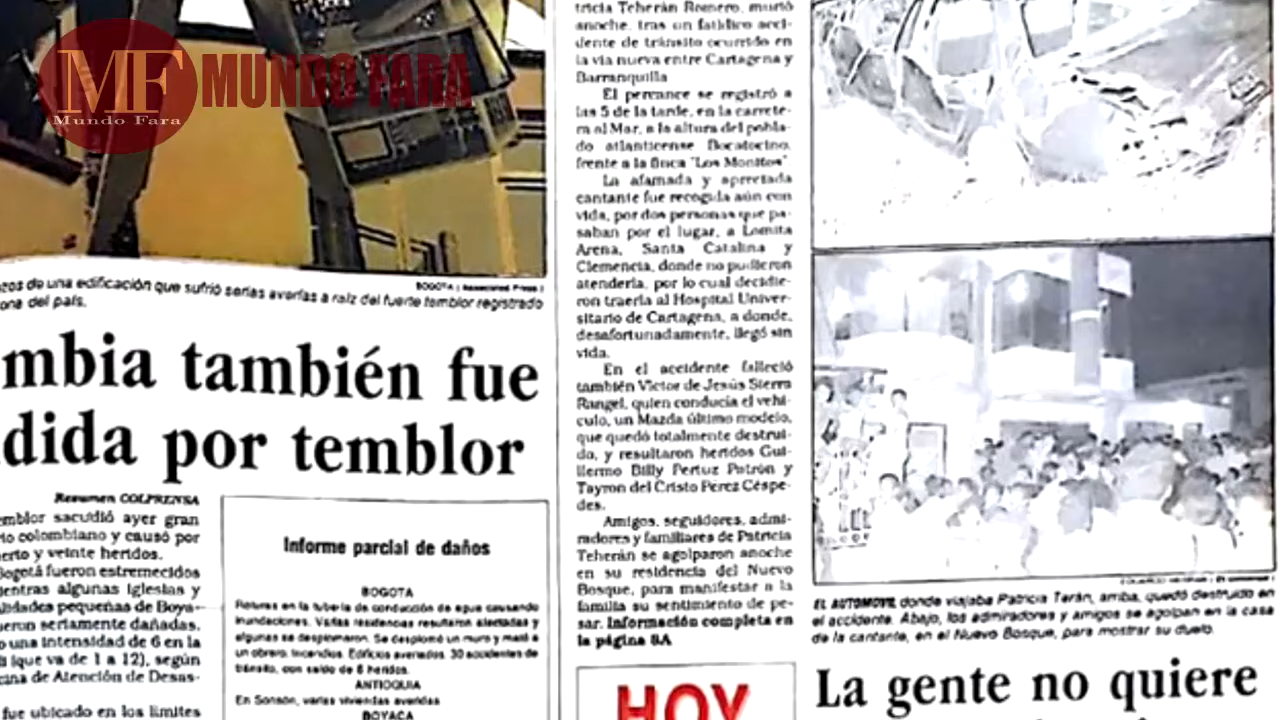 MF
Mundo Fara
MUNDO FARA
BOGOTA | Associated Press |
zos de una edificación que sufrió serias averías a raíz del fuerte temblor registrado
ona del país.
mbia también fue
dida por temblor
Resumen COLPRENSA
emblor sacudió ayer gran
rio colombiano y causó por
uerto y veinte heridos.
Bogotá fueron estremecidos
entras algunas iglesias y
lidades pequeñas de Boya-
eron seriamente dañadas.
o una intensidad de 6 en la
li (que va de 1 a 12), según
cina de Atención de Desas-
fue ubicado en los límites
Informe parcial de daños
BOGOTA
Roturas en la tubería de conducción de agua causando
inundaciones. Varias residencias resultaron afectadas y
algunas se desplomaron. Se desplomó un muro y mató a
un obrero. Incendios. Edificios averiados. 30 accidentes de
tránsito, con saldo de 8 heridos.
ANTIOQUIA
En Sonsón, varias viviendas averiadas
BOYACA
tricia Teherán Romero, murió
anoche, tras un fatídico acci-
dente de tránsito ocurrido en
la vía nueva entre Cartagena y
Barranquilla
El percance se registró a
las 5 de la tarde, en la carrete-
ra al Mar, a la altura del pobla-
do atlanticense Bocatocino,
frente a la finca "Los Monitos".
La afamada y apreciada
cantante fue recogida aún con
vida, por dos personas que pa-
saban por el lugar, a Lomita
Arena, Santa Catalina y
Clemencia, donde no pudieron
atenderla, por lo cual decidie-
ron traerla al Hospital Univer-
sitario de Cartagena, a donde,
desafortunadamente, llegó sin
vida.
En el accidente falleció
también Víctor de Jesús Sierra
Rangel, quien conducía el vehí-
culo, un Mazda último modelo,
que quedó totalmente destrui-
do, y resultaron heridos Gui-
llermo Billy Pertuz Patrón y
Tayron del Cristo Pérez Céspe-
des.
Amigos, seguidores, admi-
radores y familiares de Patricia
Teherán se agolparon anoche
en su residencia del Nuevo
Bosque, para manifestar a la
familia su sentimiento de pe-
sar. Información completa en
la página 8A
HOY
EL AUTOMOVIL donde viajaba Patricia Terán, arriba, quedó destruido en
el accidente. Abajo, los admiradores y amigos se agolpan en la casa
de la cantante, en el Nuevo Bosque, para mostrar su duelo.
La gente no quiere